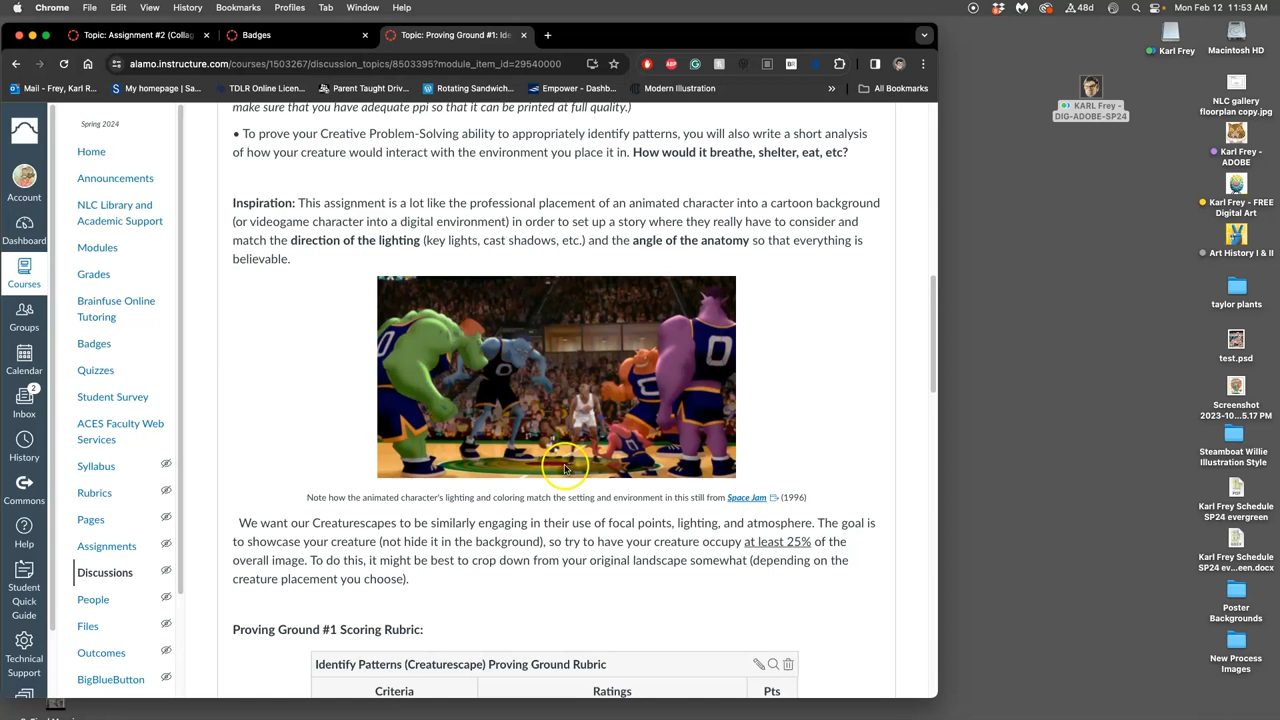 Chrome File Edit View History Bookmarks Profiles Tab Window Help 48d Mon Feb 12 11:53 AM
Topic: Assignment #2 (Collag Badges Topic: Proving Ground #1: Ide
alamo.instructure.com/courses/1503267/discussion_topics/8503395?module_item_id=29540000
Mail - Frey, Karl R... My homepage | Sa... TDLR Online Licen... Parent Taught Driv... Rotating Sandwich... Empower - Power... Modern Illustration » All Bookmarks
Spring 2024
Home
Announcements
NLC Library and
Academic Support
Modules
Grades
Brainfuse Online
Tutoring
Badges
Quizzes
Student Survey
ACES Faculty Web
Services
Syllabus
Rubrics
Pages
Assignments
Discussions
People
Files
Outcomes
BigBlueButton
Account
Dashboard
Courses
Groups
Calendar
2
Inbox
History
Commons
Help
Student
Quick
Guide
Technical
Support
make sure that you have adequate ppi so that it can be printed at full quality.)
• To prove your Creative Problem-Solving ability to appropriately identify patterns, you will also write a short analysis
of how your creature would interact with the environment you place it in. How would it breathe, shelter, eat, etc?
Inspiration: This assignment is a lot like the professional placement of an animated character into a cartoon background
(or videogame character into a digital environment) in order to set up a story where they really have to consider and
match the direction of the lighting (key lights, cast shadows, etc.) and the angle of the anatomy so that everything is
believable.
0
0
Note how the animated character's lighting and coloring match the setting and environment in this still from Space Jam (1996)
We want our Creaturescapes to be similarly engaging in their use of focal points, lighting, and atmosphere. The goal is
to showcase your creature (not hide it in the background), so try to have your creature occupy at least 25% of the
overall image. To do this, it might be best to crop down from your original landscape somewhat (depending on the
creature placement you choose).
Proving Ground #1 Scoring Rubric:
Identify Patterns (Creaturescape) Proving Ground Rubric
Criteria Ratings Pts
Karl Frey
Macintosh HD
KARL Frey -
DIG-ADOBE-SP24
NLC gallery
floorplan copy.jpg
Karl Frey -
ADOBE
Karl Frey - FREE
Digital Art
Art History I & II
taylor plants
test.psd
Screenshot
2023-10...5.17 PM
Steamboat Willie
Illustration Style
Karl Frey Schedule
SP24 evergreen
Karl Frey Schedule
SP24 ev...een.docx
Poster
Backgrounds
New Process
Images